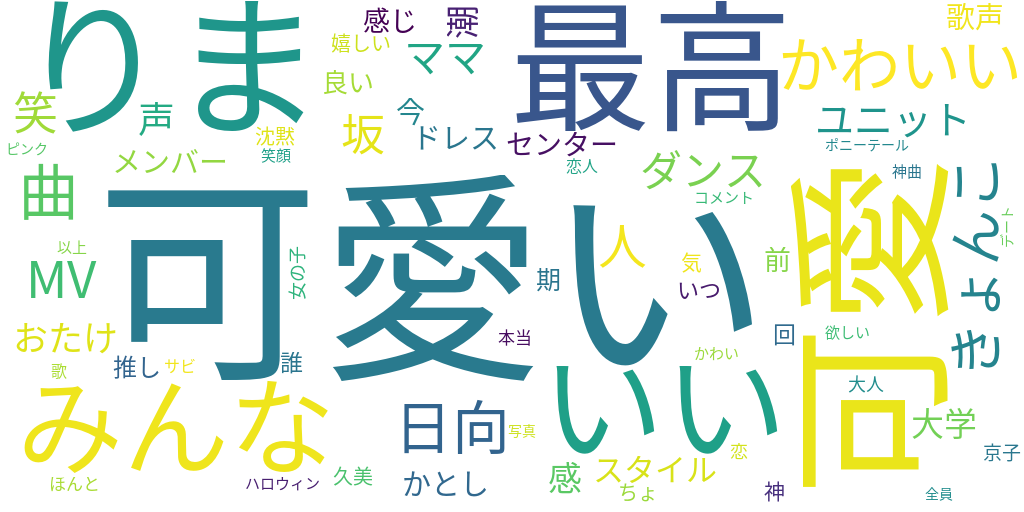 りま
最高
感じ
黒
歌声
嬉しい
ママ
かわいい
笑
声
良い
今
ユニット
ピンク
沈黙
坂
ドレス
センター
ポニーテール
メンバー
笑顔
恋人
ダンス
神曲
曲
可愛い
可愛
きょんこ
コメント
デート
以上
MV
女の子
期
人
気
いつ
前
おたけ
本当
回
欲しい
推し
誰
かわい
歌
サビ
みんな
いい
大人
日向
写真
大学
京子
ほんと
ハロウィン
久美
かとし
感
スタイル
恋
ちょ
神
全員